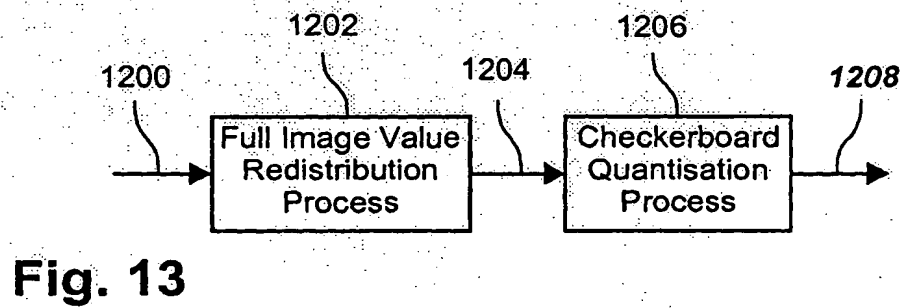 1202
1206
1200
1204
1208
Full Image Value
Redistribution
Process
Checkerboard
Quantisation
Process
Fig. 13